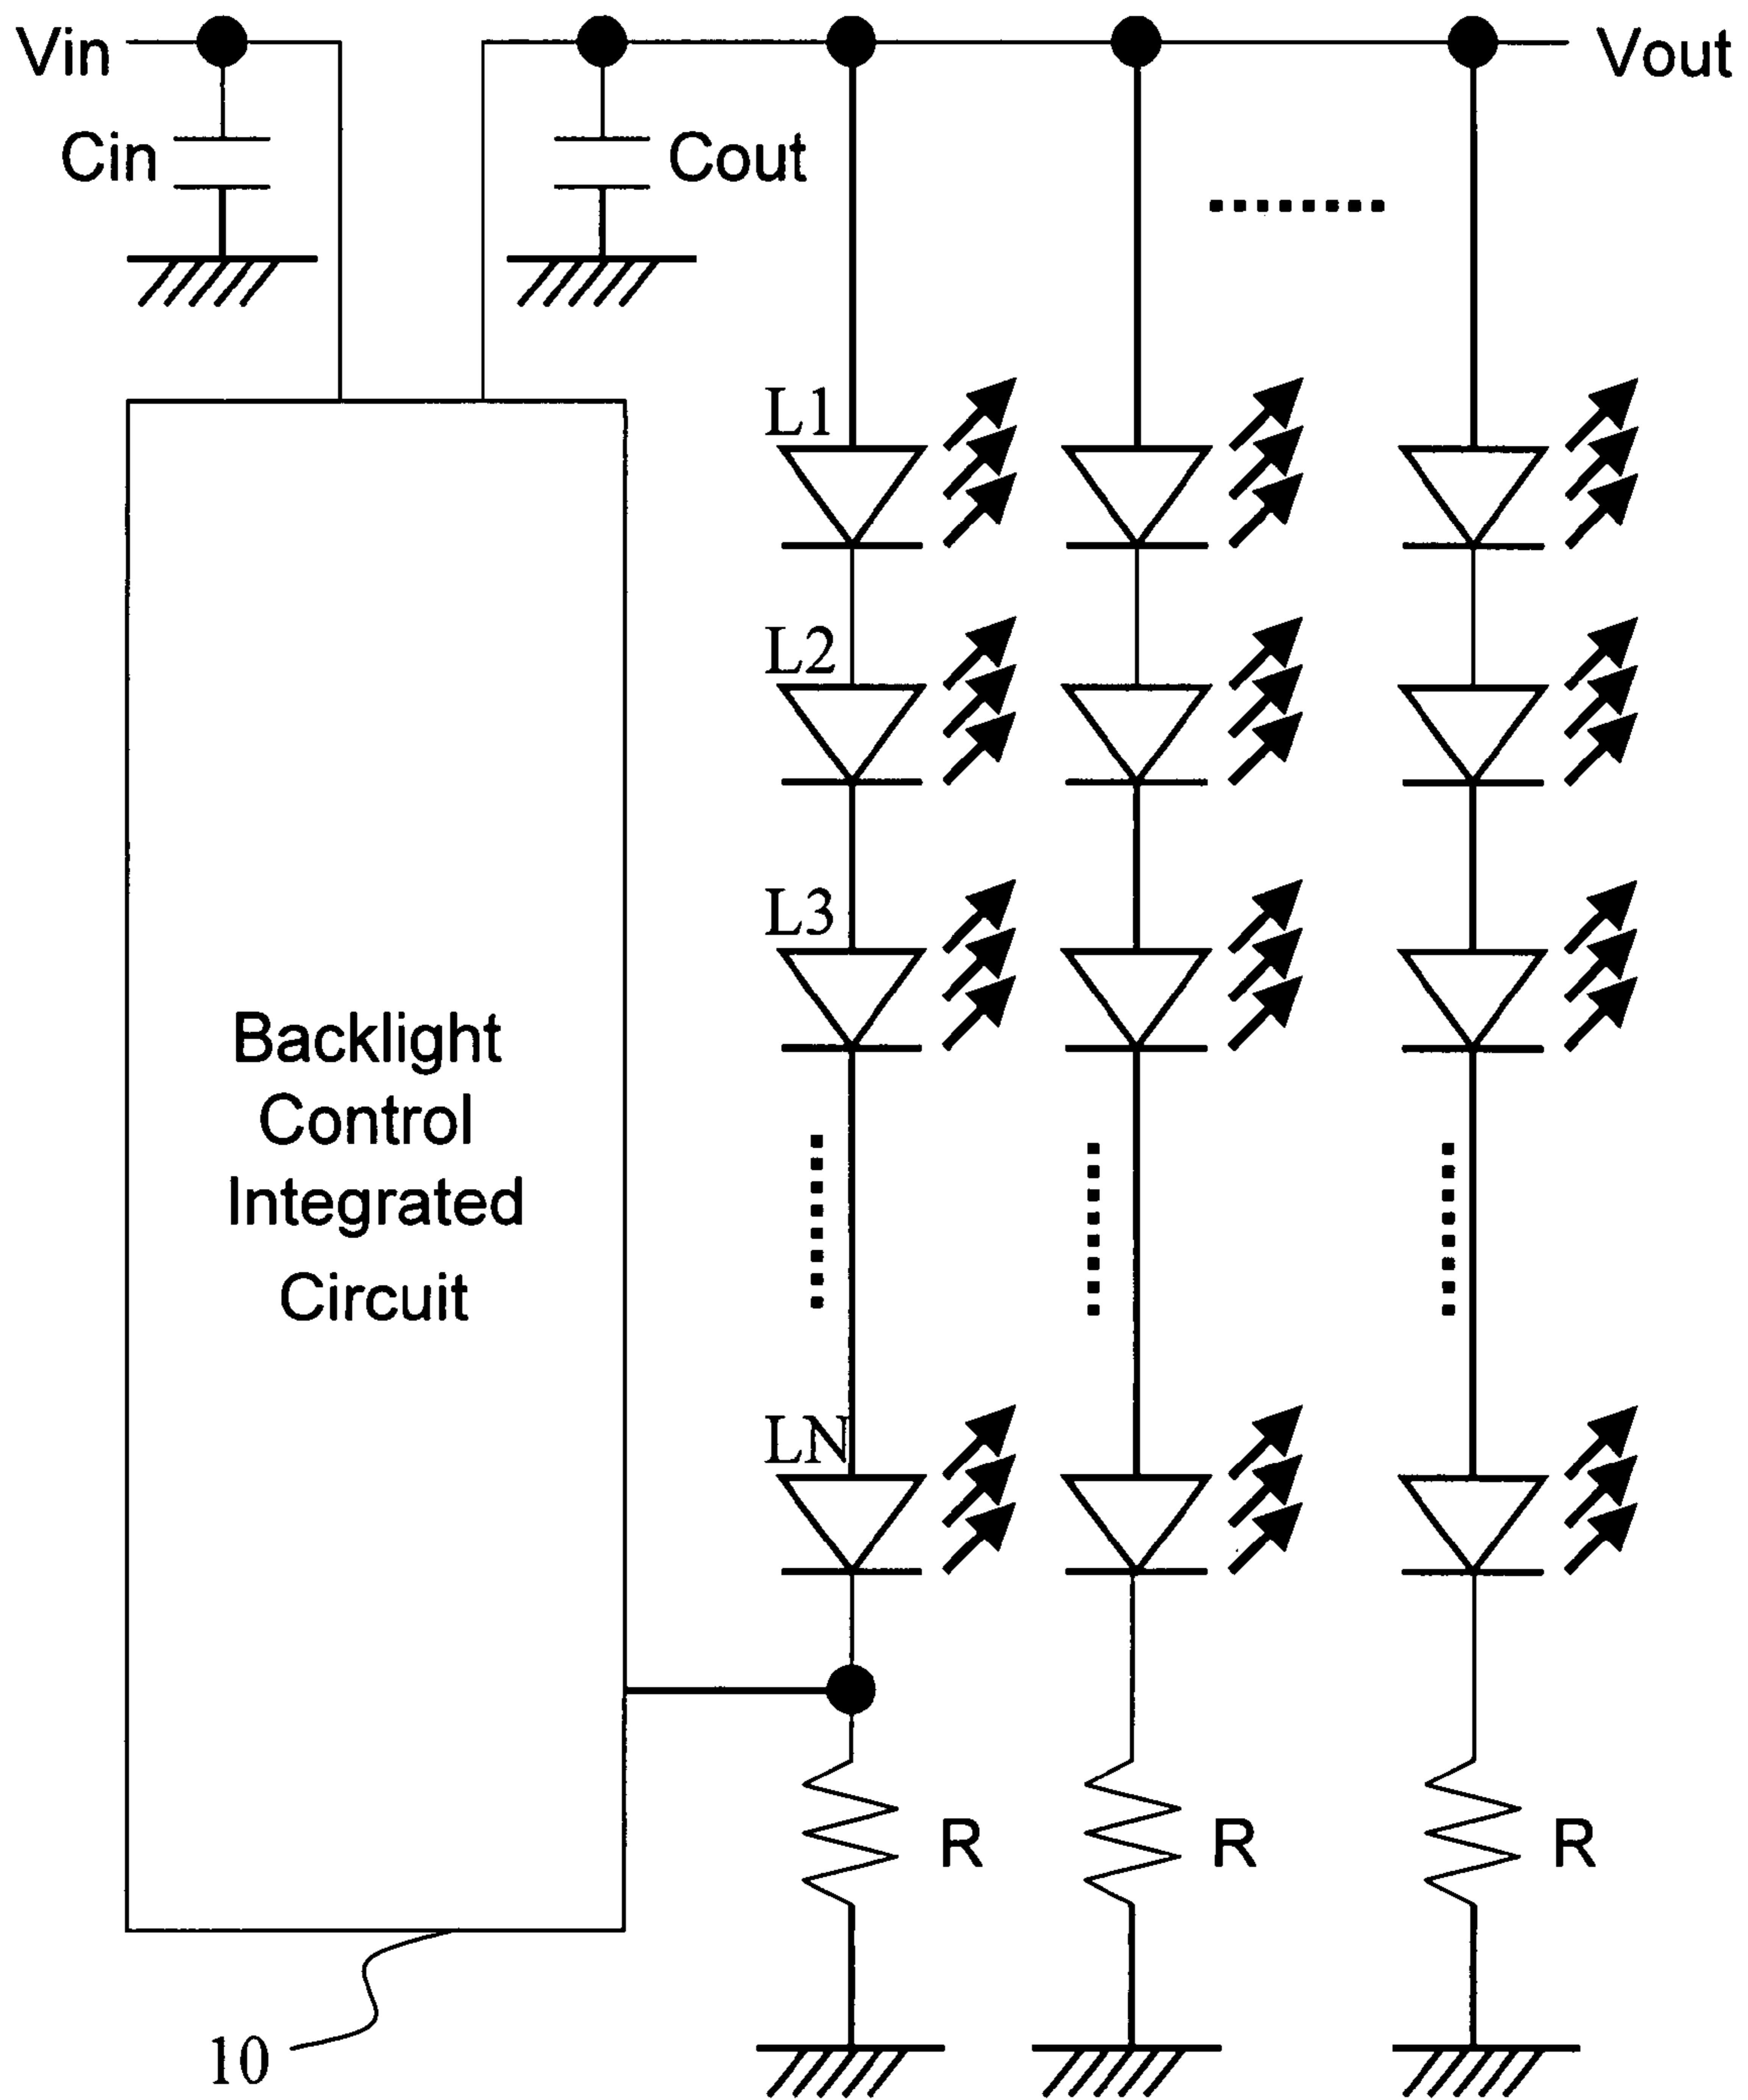 Vin
Vout
Cin
Cout
L1
L2
L3
Backlight
Control
Integrated
Circuit
LN
R
R
R
10